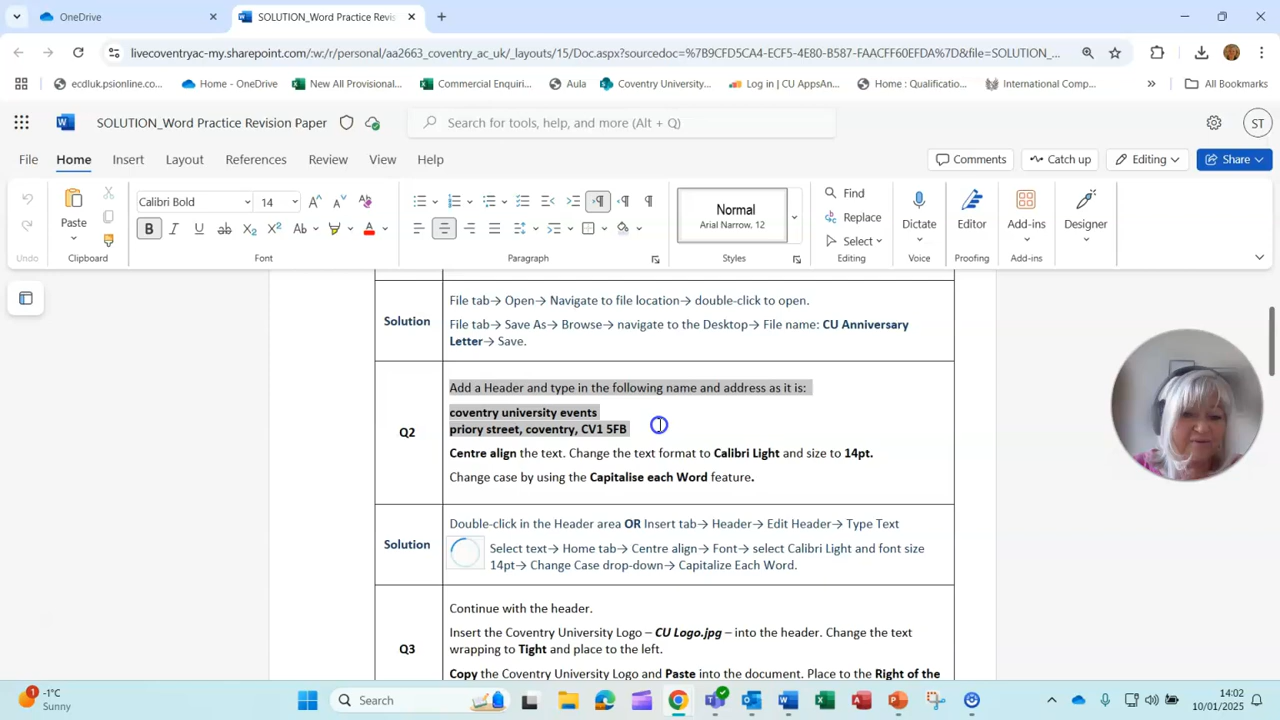 OneDrive
SOLUTION_Word Practice Revis
livecoventryac-my.sharepoint.com/:w:/r/personal/aa2663_coventry_ac_uk/_layouts/15/Doc.aspx?sourcedoc=%7B9CFD5CA4-ECF5-4E80-B587-FAACFF60EFDA%7D&file=SOLUTION_...
ecdluk.psionline.co...
Home - OneDrive
New All Provisional...
Commercial Enquiri...
Aula
Coventry University...
Log in | CU AppsAn...
Home : Qualificatio...
International Comp...
All Bookmarks
SOLUTION_Word Practice Revision Paper
Search for tools, help, and more (Alt + Q)
ST
File Home Insert Layout References Review View Help
Comments Catch up Editing Share
Calibri Bold 14
Paste
Normal
Arial Narrow, 12
Find
Replace
Select
Dictate Editor Add-ins Designer
Undo Clipboard Font Paragraph Styles Editing Voice Proofing Add-ins
Solution
File tab→ Open→ Navigate to file location→ double-click to open.
File tab→ Save As→ Browse→ navigate to the Desktop→ File name: CU Anniversary
Letter→ Save.
Q2
Add a Header and type in the following name and address as it is:
coventry university events
priory street, coventry, CV1 5FB
Centre align the text. Change the text format to Calibri Light and size to 14pt.
Change case by using the Capitalise each Word feature.
Solution
Double-click in the Header area OR Insert tab→ Header→ Edit Header→ Type Text
Select text→ Home tab→ Centre align→ Font→ select Calibri Light and font size
14pt→ Change Case drop-down→ Capitalize Each Word.
Q3
Continue with the header.
Insert the Coventry University Logo – CU Logo.jpg – into the header. Change the text
wrapping to Tight and place to the left.
Copy the Coventry University Logo and Paste into the document. Place to the Right of the
-1°C
Sunny
Search
14:02
10/01/2025